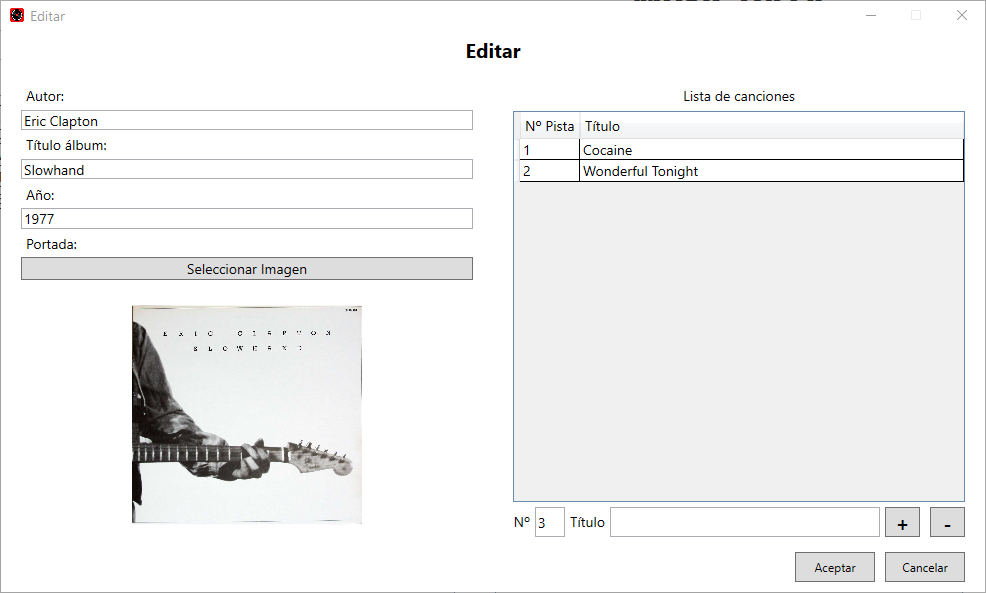 Editar
Editar
Autor:
Eric Clapton
Título álbum:
Slowhand
Año:
1977
Portada:
Seleccionar Imagen
ERIC CLAPTON
SLOWHAND
Lista de canciones
Nº Pista Título
1 Cocaine
2 Wonderful Tonight
Nº 3 Título + -
Aceptar Cancelar